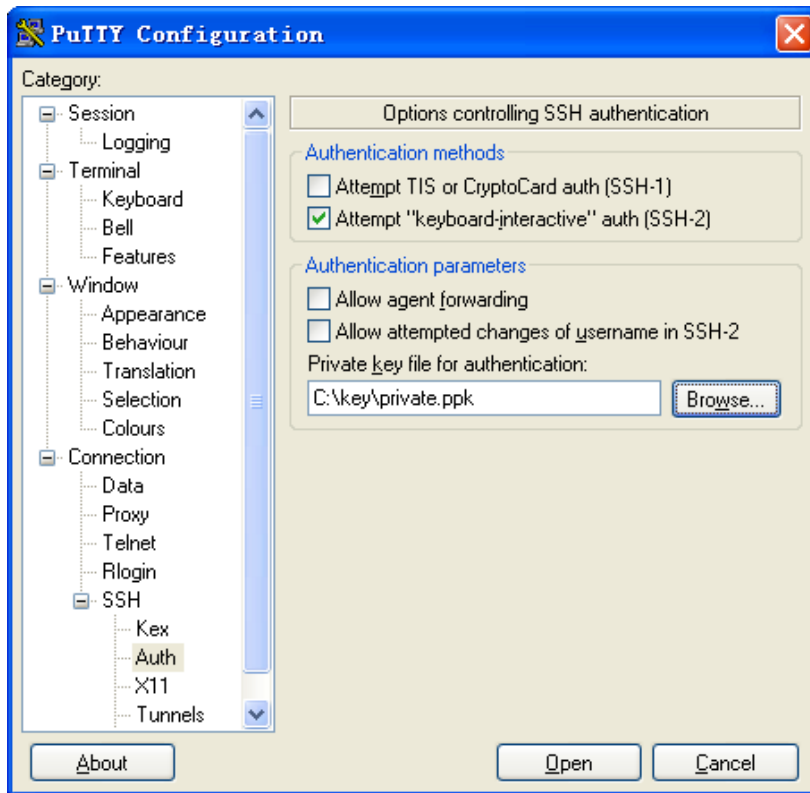 PuTTY Configuration
Category:
Session
Logging
Terminal
Keyboard
Bell
Features
Window
Appearance
Behaviour
Translation
Selection
Colours
Connection
Data
Proxy
Telnet
Rlogin
SSH
Kex
Auth
X11
Tunnels
Options controlling SSH authentication
Authentication methods
Attempt TIS or CryptoCard auth (SSH-1)
Attempt "keyboard-interactive" auth (SSH-2)
Authentication parameters
Allow agent forwarding
Allow attempted changes of username in SSH-2
Private key file for authentication:
C:\key\private.ppk
Browse...
About
Open
Cancel